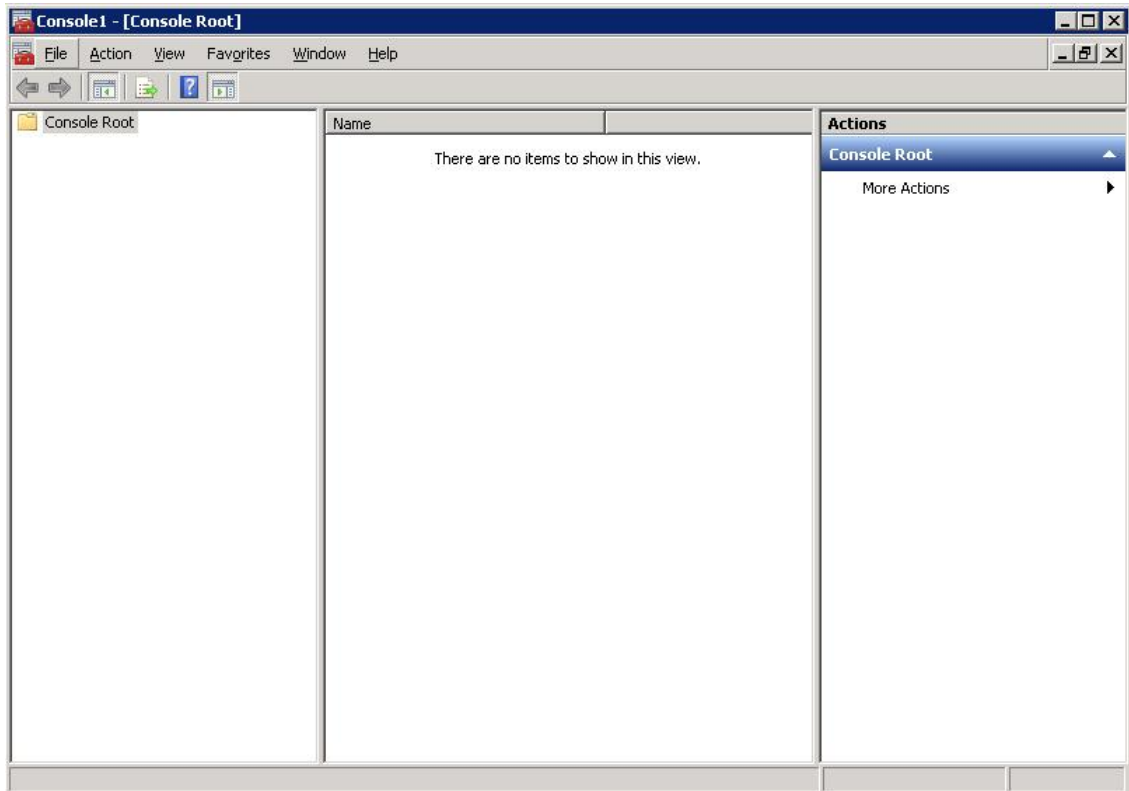 Console1 - [Console Root]
File Action View Favorites Window Help
Console Root
Name
There are no items to show in this view.
Actions
Console Root
More Actions